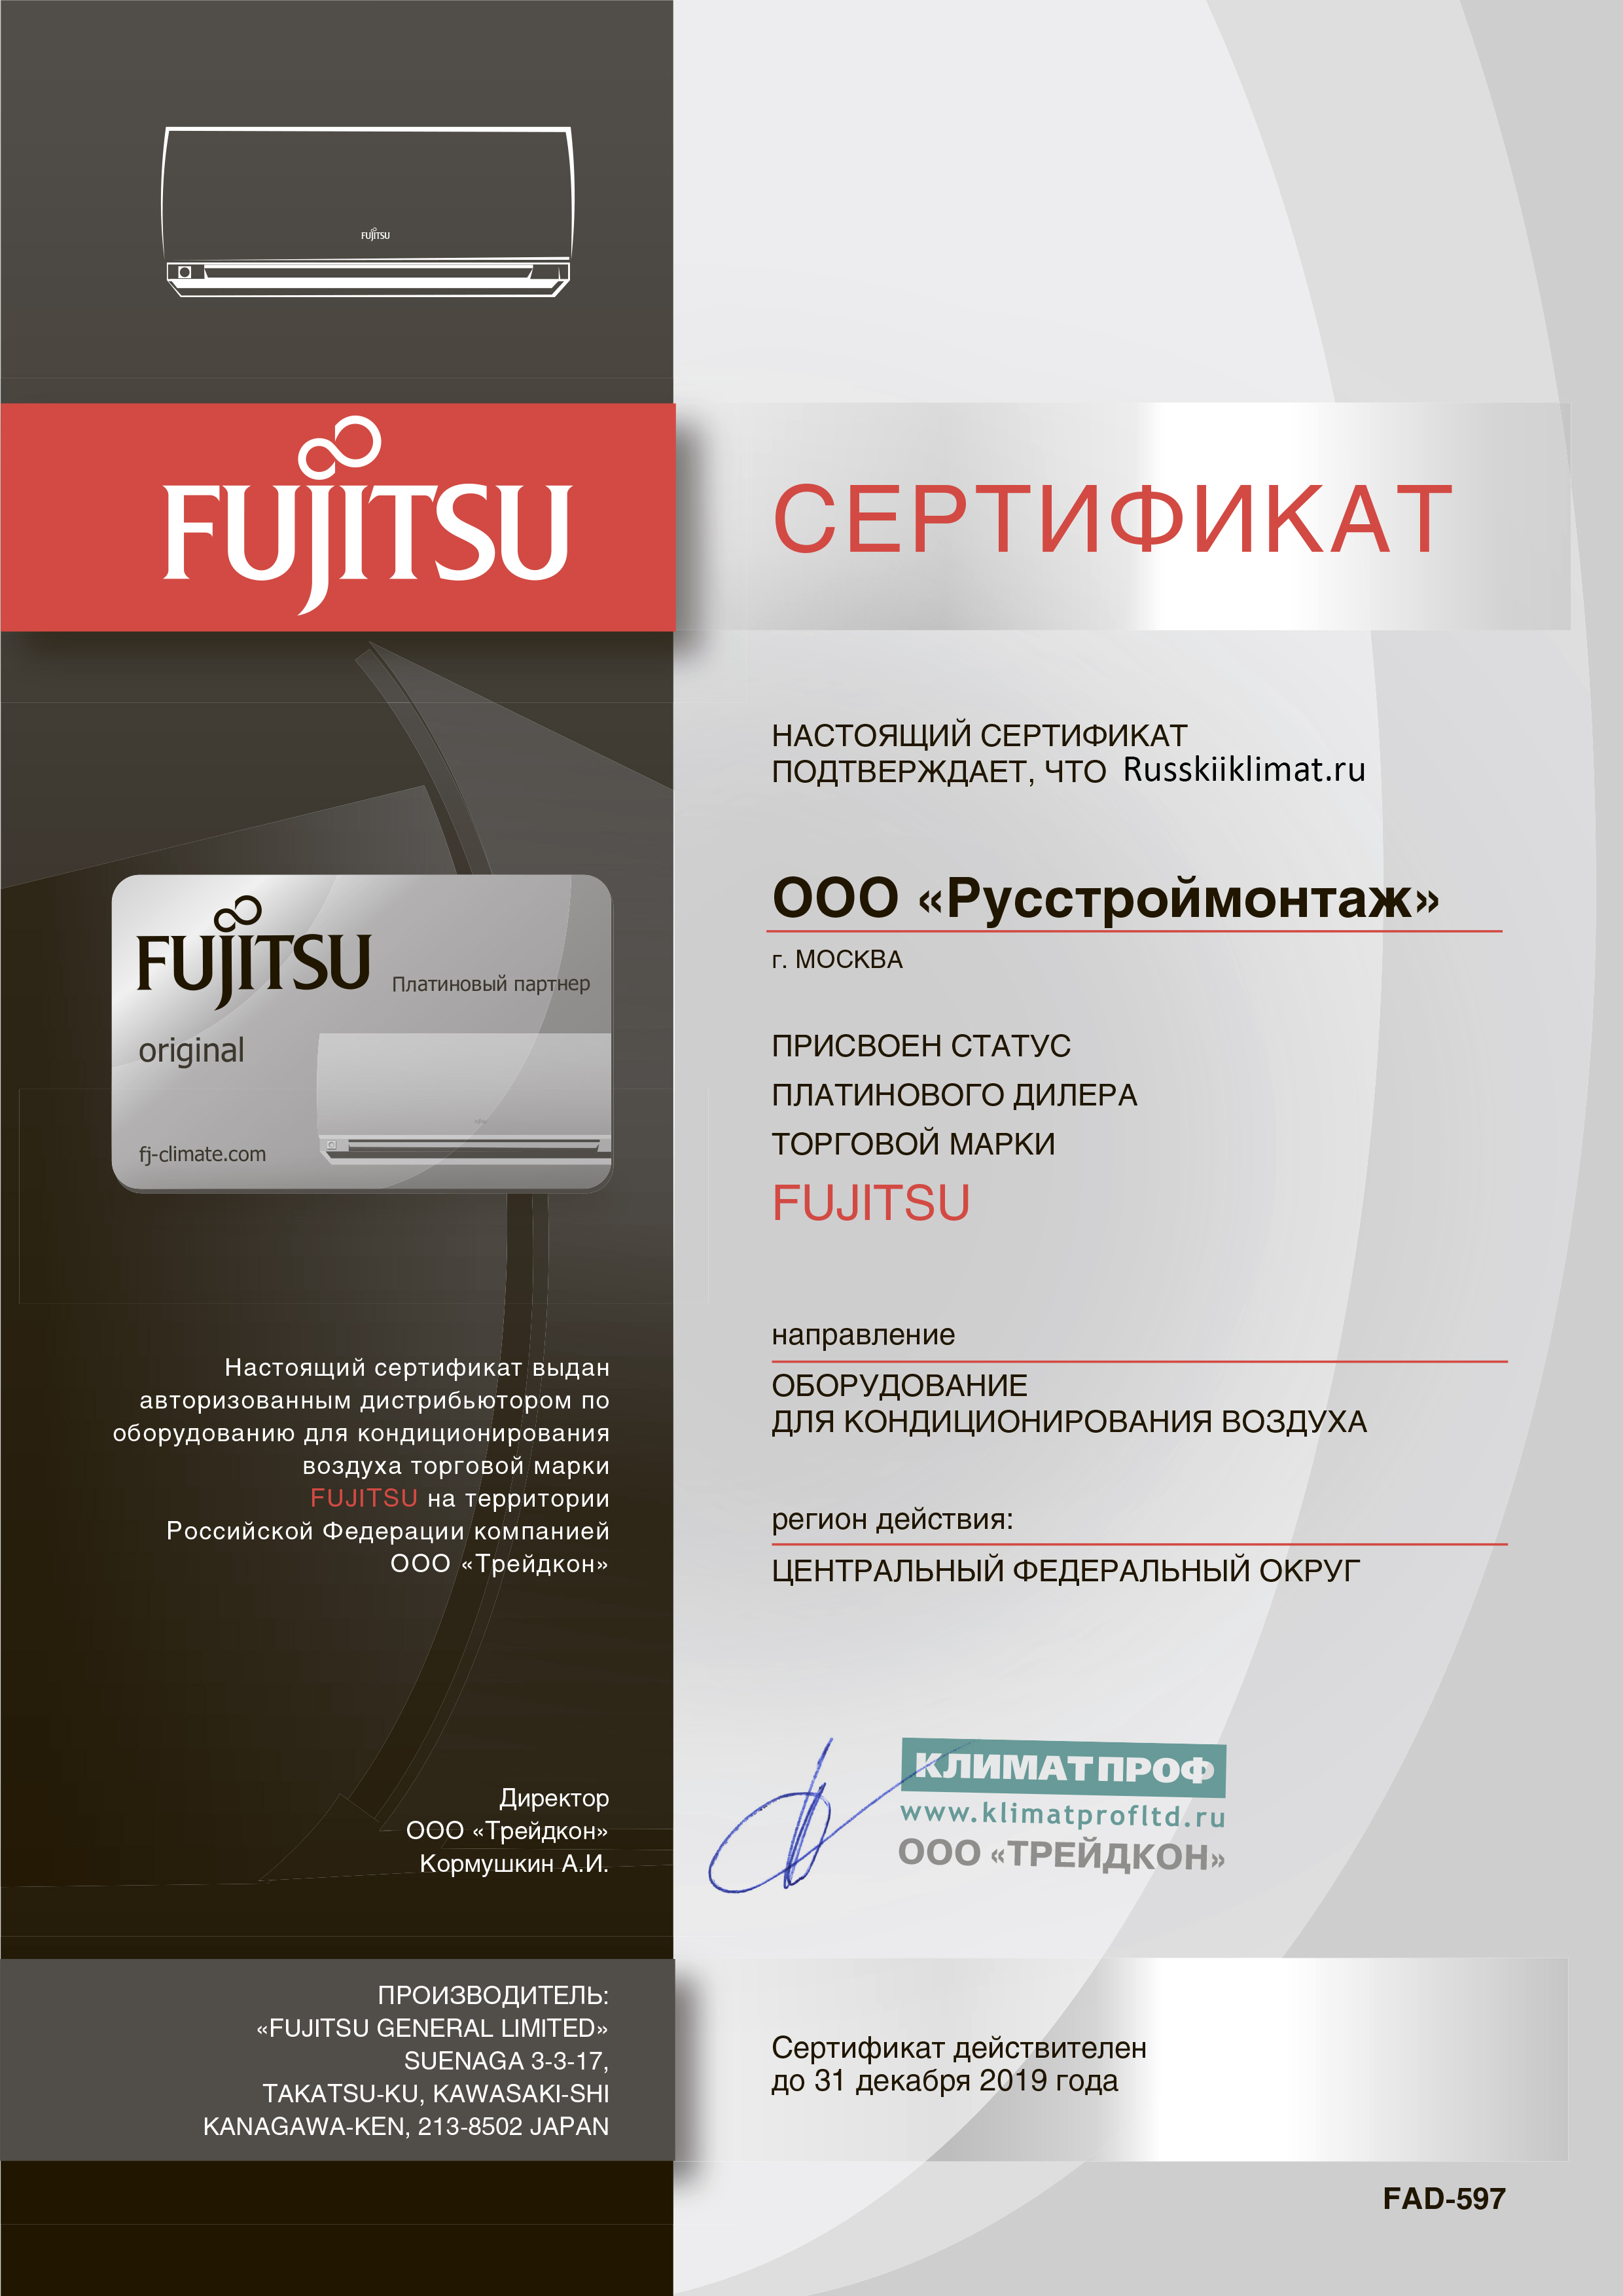 FUJITSU
FUJITSU
СЕРТИФИКАТ
НАСТОЯЩИЙ СЕРТИФИКАТ
ПОДТВЕРЖДАЕТ, ЧТО Russkiiklimat.ru
ООО «Русстроймонтаж»
г. МОСКВА
ПРИСВОЕН СТАТУС
ПЛАТИНОВОГО ДИЛЕРА
ТОРГОВОЙ МАРКИ
FUJITSU
направление
ОБОРУДОВАНИЕ
ДЛЯ КОНДИЦИОНИРОВАНИЯ ВОЗДУХА
регион действия:
ЦЕНТРАЛЬНЫЙ ФЕДЕРАЛЬНЫЙ ОКРУГ
FUJITSU Платиновый партнер
original
fj-climate.com
Настоящий сертификат выдан
авторизованным дистрибьютором по
оборудованию для кондиционирования
воздуха торговой марки
FUJITSU на территории
Российской Федерации компанией
ООО «Трейдкон»
Директор
ООО «Трейдкон»
Кормушкин А.И.
КЛИМАТПРОФ
www.klimatprofltd.ru
ООО «ТРЕЙДКОН»
ПРОИЗВОДИТЕЛЬ:
«FUJITSU GENERAL LIMITED»
SUENAGA 3-3-17,
TAKATSU-KU, KAWASAKI-SHI
KANAGAWA-KEN, 213-8502 JAPAN
Сертификат действителен
до 31 декабря 2019 года
FAD-597